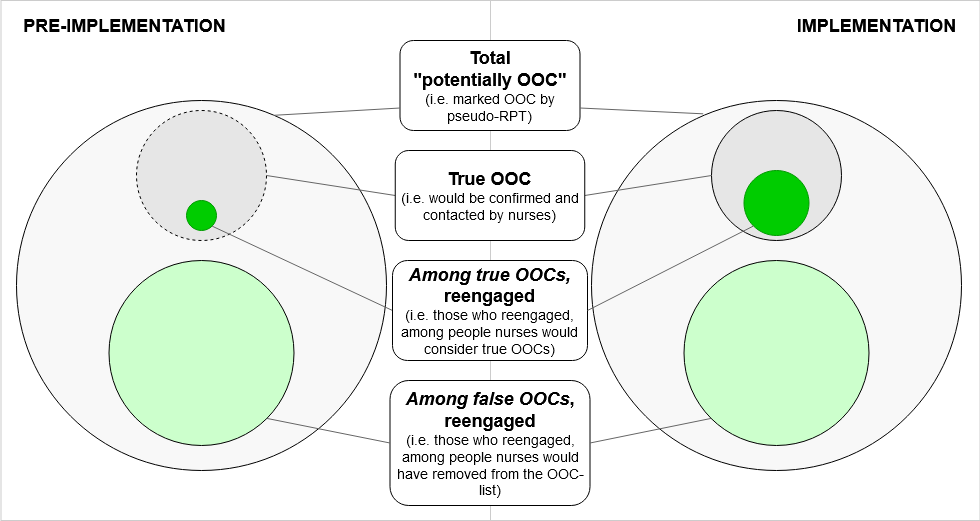 PRE-IMPLEMENTATION
IMPLEMENTATION
Total
"potentially OOC"
(i.e. marked OOC by
pseudo-RPT)
True OOC
(i.e. would be confirmed and
contacted by nurses)
Among true OOCs,
reengaged
(i.e. those who reengaged,
among people nurses would
consider true OOCs)
Among false OOCs,
reengaged
(i.e. those who reengaged,
among people nurses would
have removed from the OOC-
list)